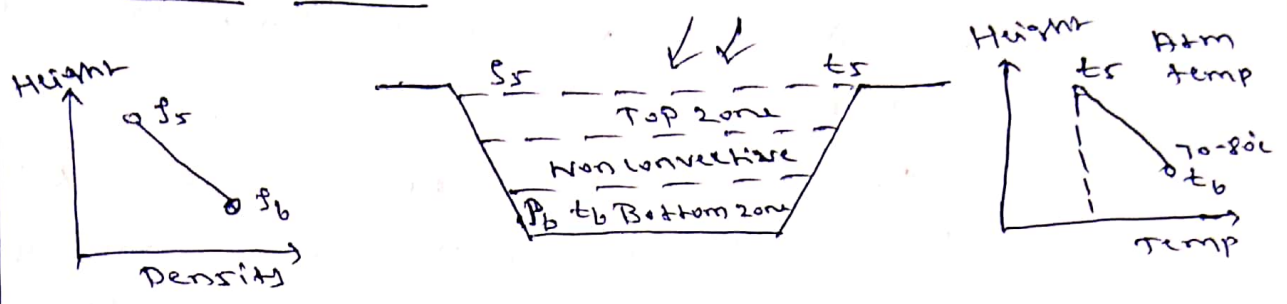 Height
ρs
ρb
Density
ρs
ts
Top zone
Non convective
ρb tb Bottom zone
Height
Atm
temp
ts
70-80°c
tb
Temp